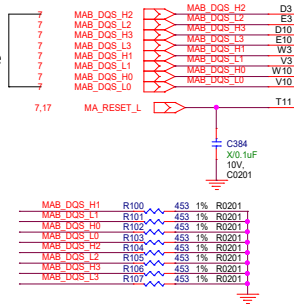 7 MAB_DQS_H2 MAB_DQS_H2 D3
7 MAB_DQS_L2 MAB_DQS_L2 E3
7 MAB_DQS_H3 MAB_DQS_H3 D10
7 MAB_DQS_L3 MAB_DQS_L3 E10
7 MAB_DQS_H1 MAB_DQS_H1 W3
7 MAB_DQS_L1 MAB_DQS_L1 V3
7 MAB_DQS_H0 MAB_DQS_H0 W10
7 MAB_DQS_L0 MAB_DQS_L0 V10
7,17 MA_RESET_L T11
C384
X/0.1uF
10V,
C0201
MAB_DQS_H1 R100 453 1% R0201
MAB_DQS_L1 R101 453 1% R0201
MAB_DQS_H0 R102 453 1% R0201
MAB_DQS_L0 R103 453 1% R0201
MAB_DQS_H2 R104 453 1% R0201
MAB_DQS_L2 R105 453 1% R0201
MAB_DQS_H3 R106 453 1% R0201
MAB_DQS_L3 R107 453 1% R0201